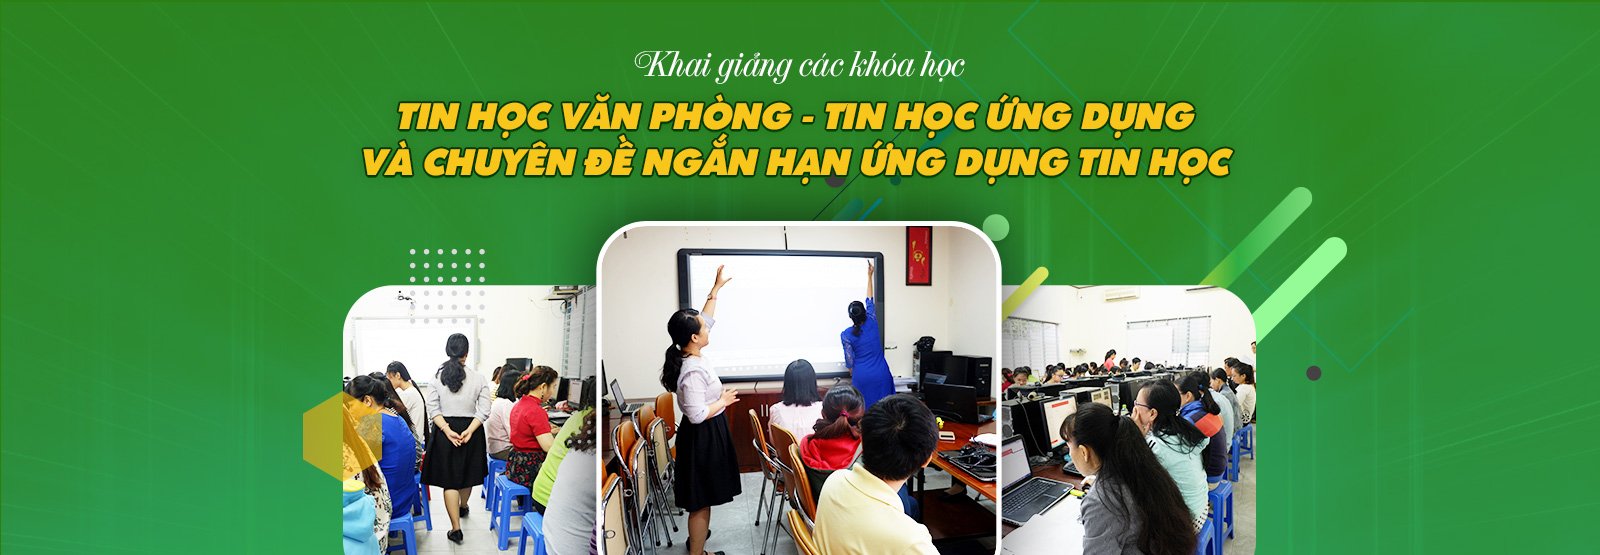 Khai giảng các khóa học
TIN HỌC VĂN PHÒNG - TIN HỌC ỨNG DỤNG
VÀ CHUYÊN ĐỀ NGẮN HẠN ỨNG DỤNG TIN HỌC